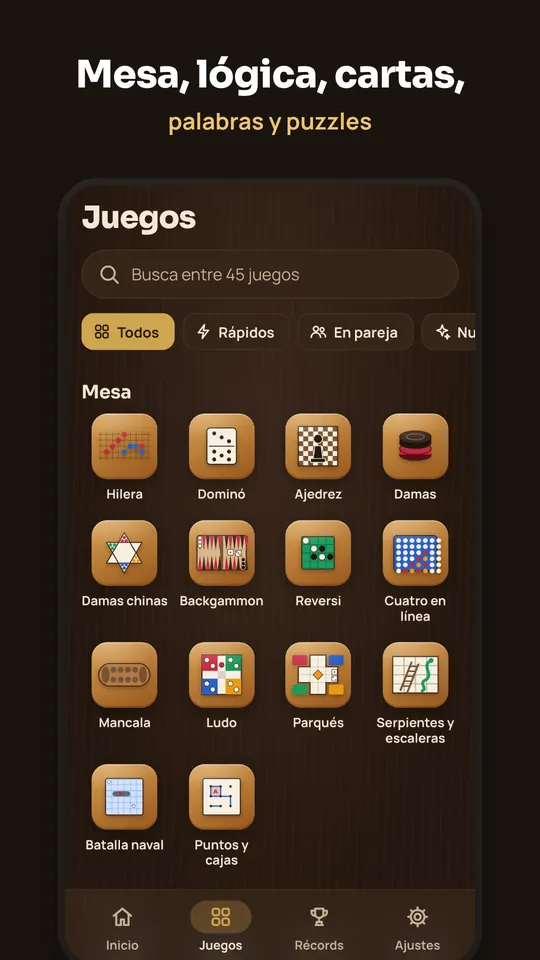 Mesa, lógica, cartas,
palabras y puzzles
Juegos
Busca entre 45 juegos
Todos
Rápidos
En pareja
Nu
Mesa
Hilera
Dominó
Ajedrez
Damas
Damas chinas
Backgammon
Reversi
Cuatro en
línea
Mancala
Ludo
Parqués
Serpientes y
escaleras
Batalla naval
Puntos y
cajas
Inicio
Juegos
Récords
Ajustes